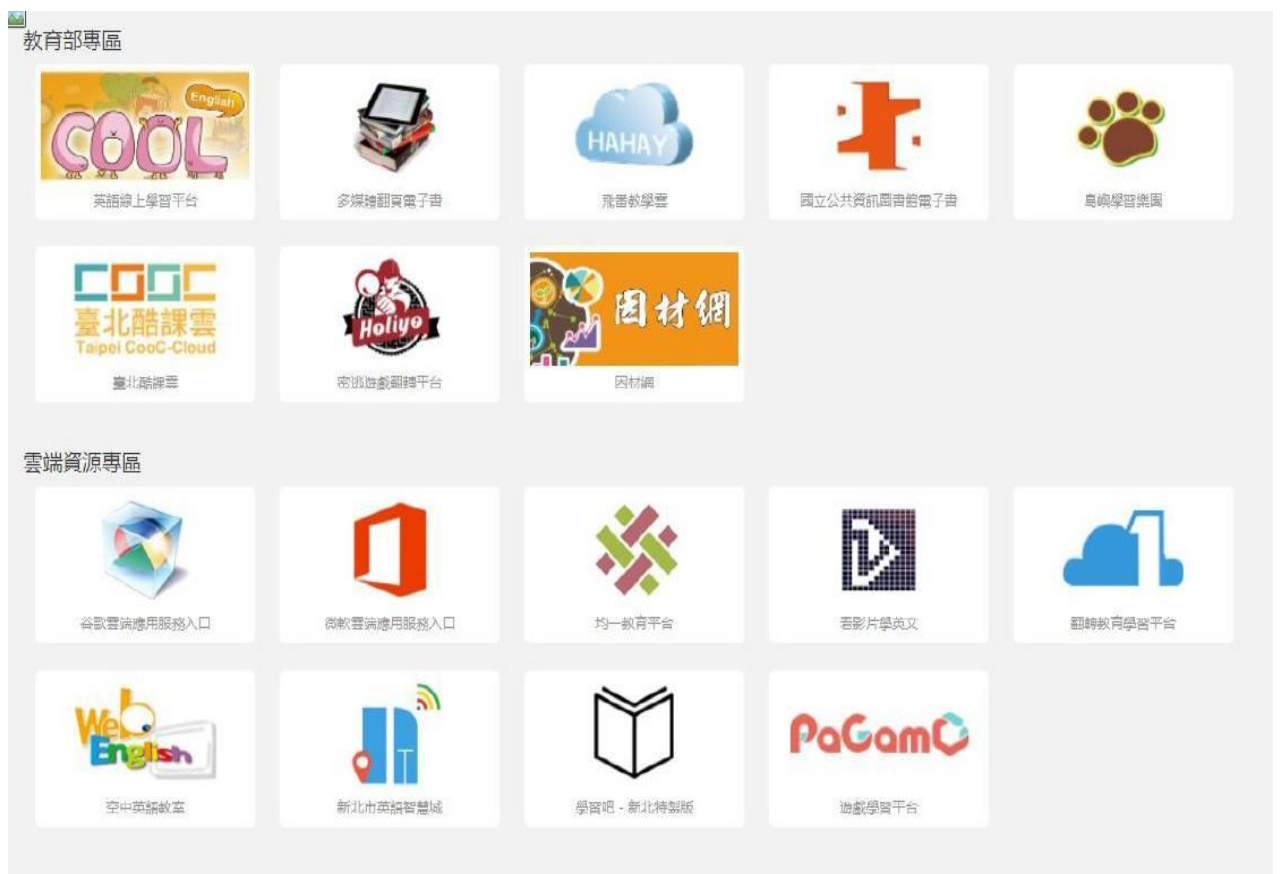 教育部專區
English
COOL
英語線上學習平台
多媒體翻頁電子書
HAHAY
飛番教學雲
國立公共資訊圖書館電子書
島嶼學習樂園
COOC
臺北酷課雲
Taipei CooC-Cloud
臺北酷課雲
Holiyo
密逃遊戲翻轉平台
因材網
因材網
雲端資源專區
谷歌雲端應用服務入口
微軟雲端應用服務入口
均一教育平台
看影片學英文
1
翻轉教育學習平台
Web
English
空中英語教室
T
新北市英語智慧城
學習吧 - 新北特製版
PaGamO
遊戲學習平台